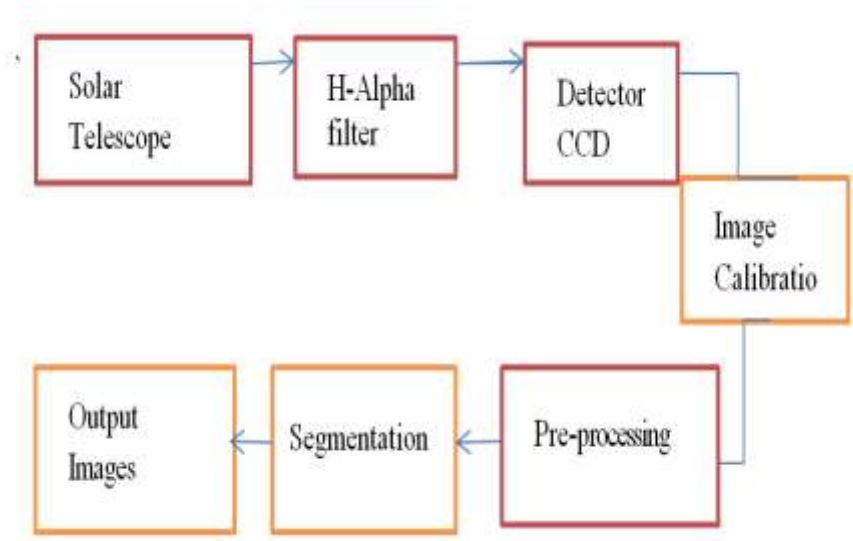 Solar
Telescope
H-Alpha
filter
Detector
CCD
Image
Calibratio
Pre-processing
Segmentation
Output
Images